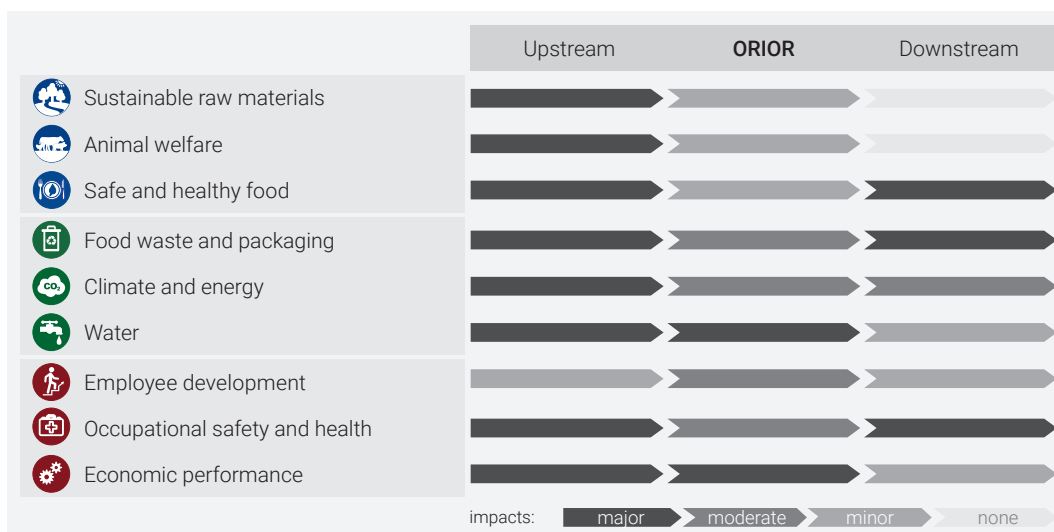 Upstream ORIOR Downstream
Sustainable raw materials
Animal welfare
Safe and healthy food
Food waste and packaging
CO₂ Climate and energy
Water
Employee development
Occupational safety and health
Economic performance
impacts: major moderate minor none